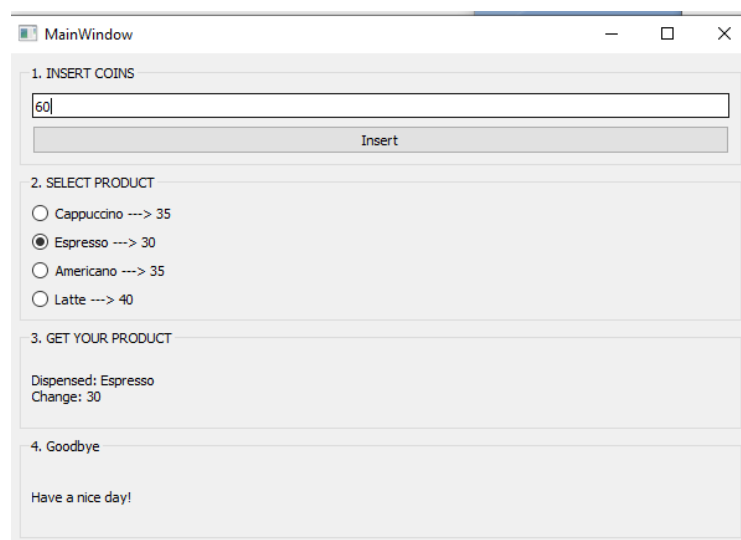 MainWindow
1. INSERT COINS
60
Insert
2. SELECT PRODUCT
Cappuccino ---> 35
Espresso ---> 30
Americano ---> 35
Latte ---> 40
3. GET YOUR PRODUCT
Dispensed: Espresso
Change: 30
4. Goodbye
Have a nice day!